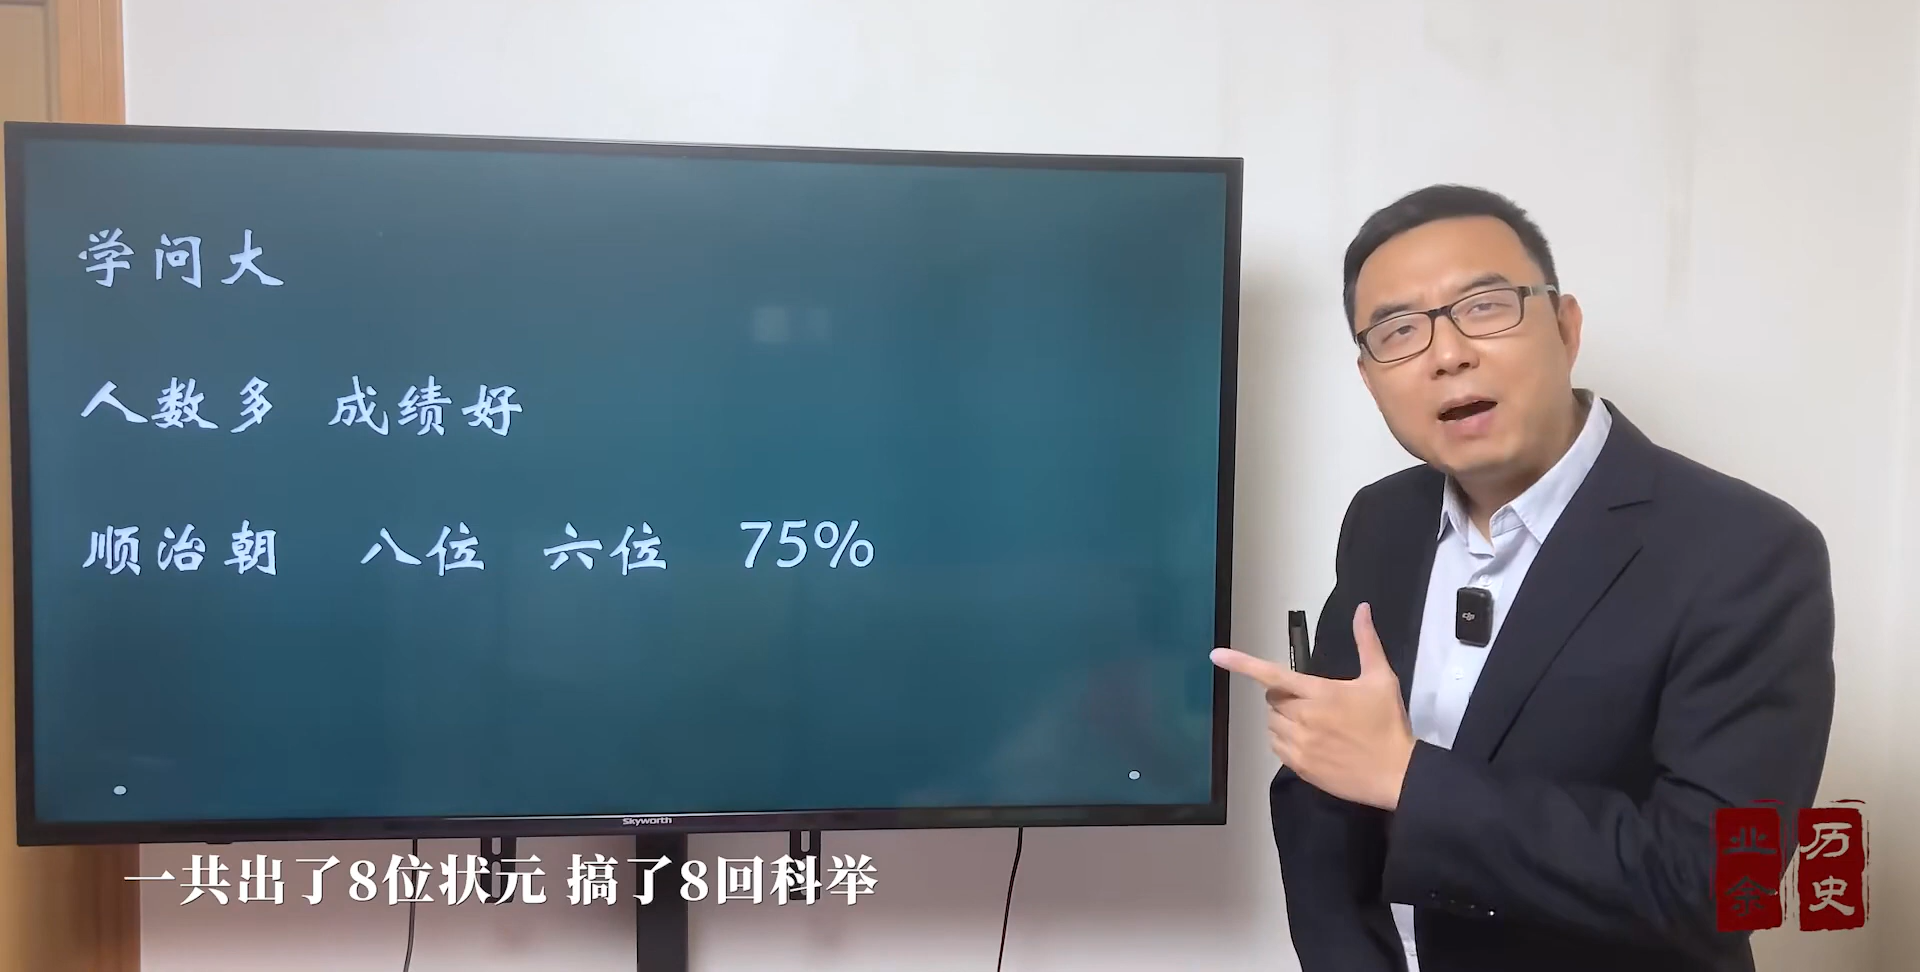 学问大
人数多 成绩好
顺治朝 八位 六位 75%
Skyworth
一共出了8位状元 搞了8回科举
业余
历史